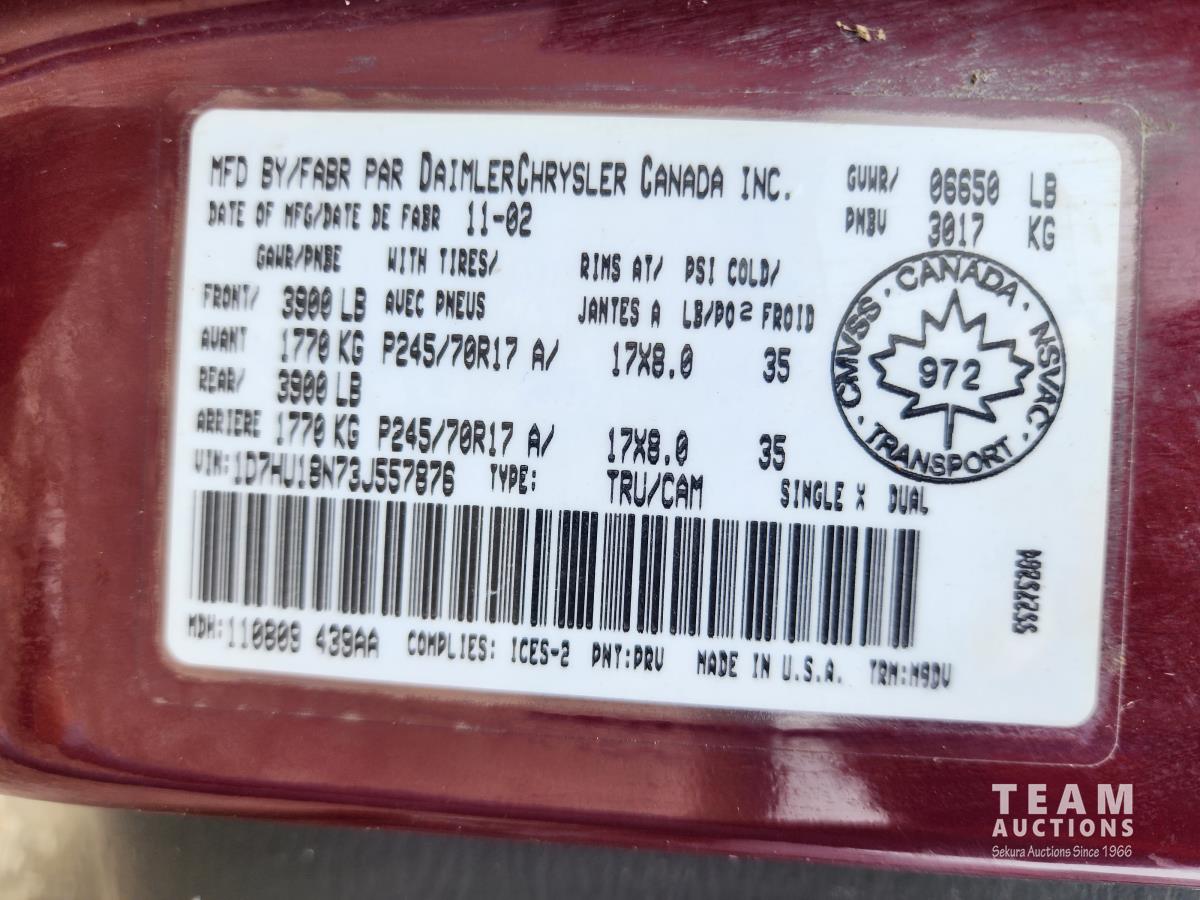 MFD BY/FABR PAR DAIMLERCHRYSLER CANADA INC.
GVWR/ 06650 LB
DATE OF MFG/DATE DE FABR 11-02
PNBV 3017 KG
GAWR/PNBE WITH TIRES/ RIMS AT/ PSI COLD/
FRONT/ 3900 LB AVEC PNEUS JANTES A LB/PO2 FROID
AVANT 1770 KG P245/70R17 A/ 17X8.0 35
REAR/ 3900 LB
ARRIERE 1770 KG P245/70R17 A/ 17X8.0 35
VIN:1D7HU18N73J557876 TYPE: TRU/CAM SINGLE X DUAL
CANADA · NSVAC · TRANSPORT · CMVSS ·
972
MDH:110808 439AA COMPLIES: ICES-2 PNT:PRV MADE IN U.S.A. TRM:M9DV
TEAM
AUCTIONS
Sekura Auctions Since 1966